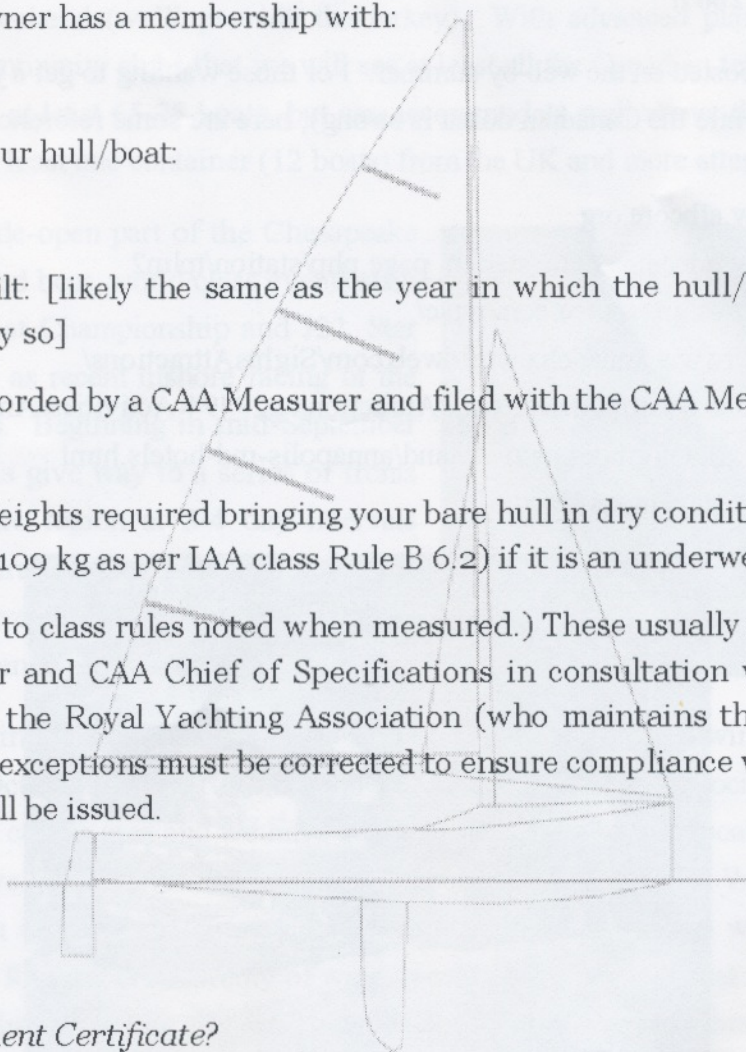 wner has a membership with:
ur hull/boat:
ilt: [likely the same as the year in which the hull/
y so]
orded by a CAA Measurer and filed with the CAA Me
eights required bringing your bare hull in dry conditi
109 kg as per IAA class Rule B 6.2) if it is an underwe
to class rules noted when measured.) These usually
r and CAA Chief of Specifications in consultation v
the Royal Yachting Association (who maintains th
exceptions must be corrected to ensure compliance v
ll be issued.
ent Certificate?